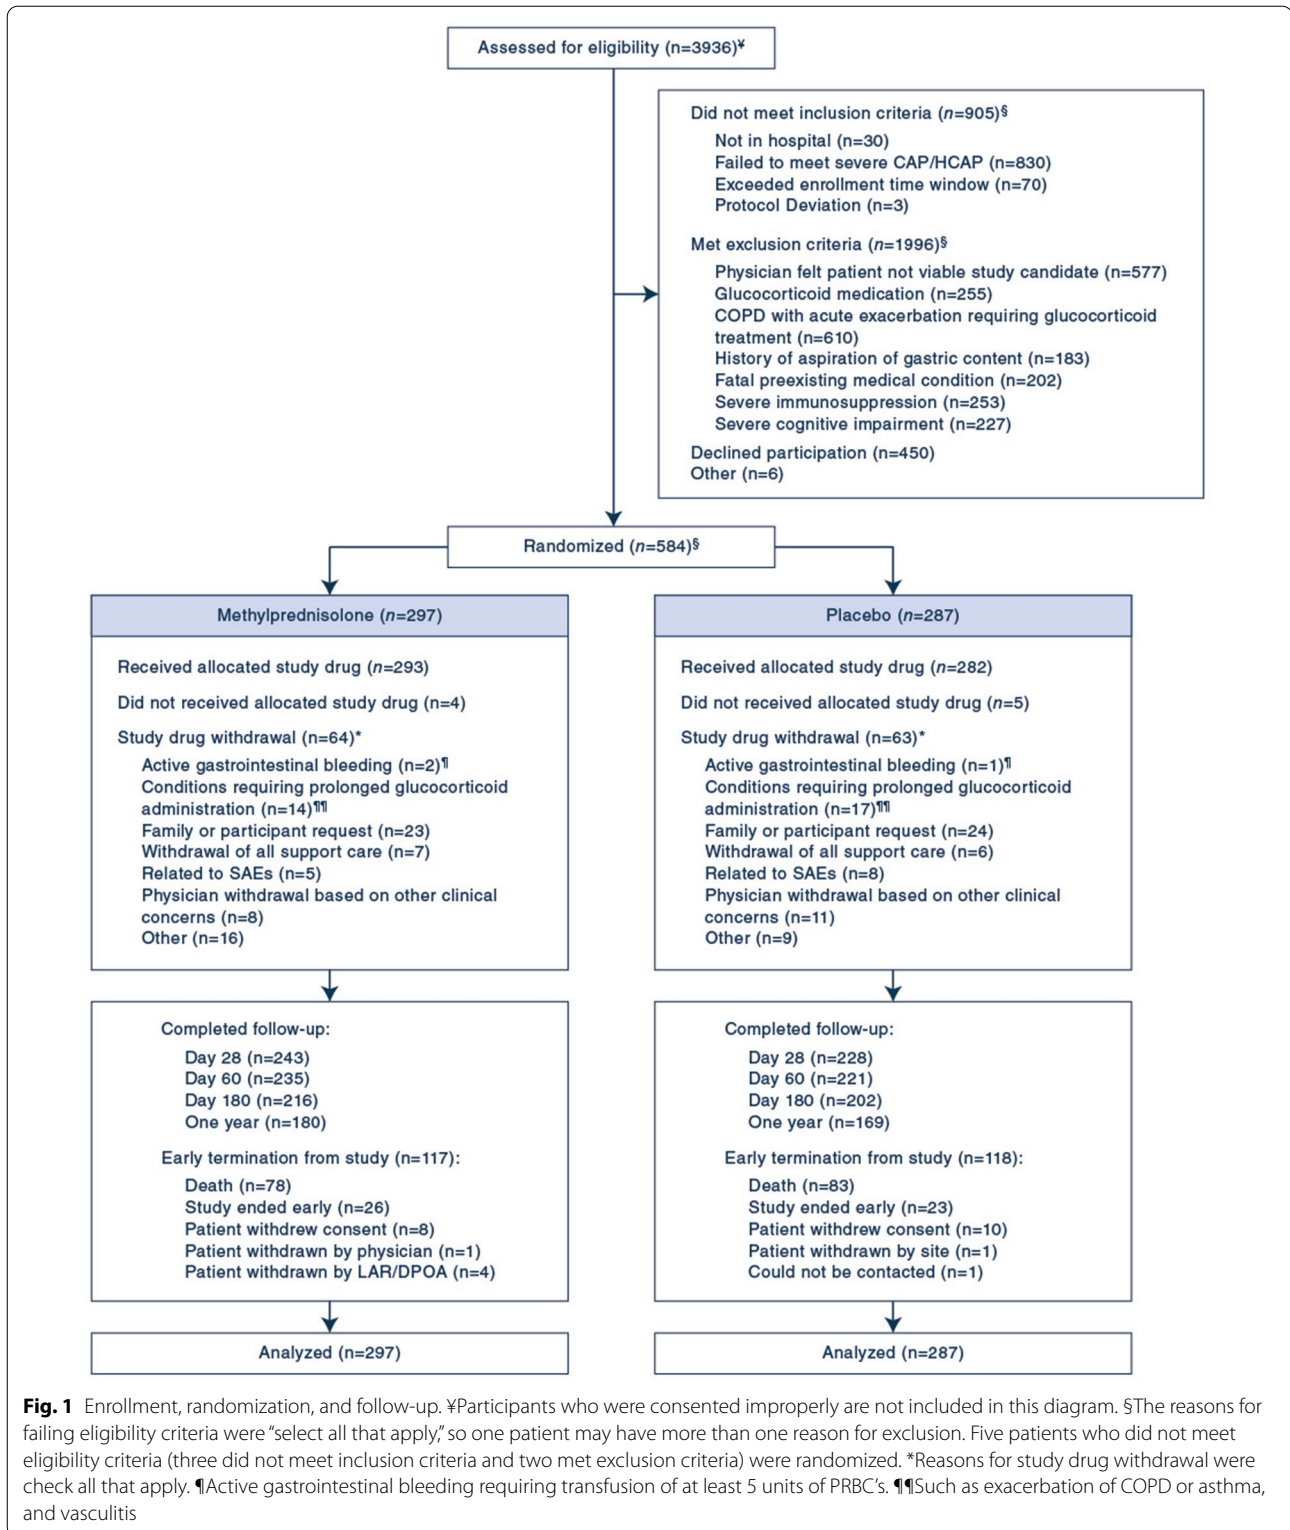 Assessed for eligibility (n=3936)¥
Did not meet inclusion criteria (n=905)§
Not in hospital (n=30)
Failed to meet severe CAP/HCAP (n=830)
Exceeded enrollment time window (n=70)
Protocol Deviation (n=3)
Met exclusion criteria (n=1996)§
Physician felt patient not viable study candidate (n=577)
Glucocorticoid medication (n=255)
COPD with acute exacerbation requiring glucocorticoid
treatment (n=610)
History of aspiration of gastric content (n=183)
Fatal preexisting medical condition (n=202)
Severe immunosuppression (n=253)
Severe cognitive impairment (n=227)
Declined participation (n=450)
Other (n=6)
Randomized (n=584)§
Methylprednisolone (n=297)
Received allocated study drug (n=293)
Did not received allocated study drug (n=4)
Study drug withdrawal (n=64)*
Active gastrointestinal bleeding (n=2)¶
Conditions requiring prolonged glucocorticoid
administration (n=14)¶¶
Family or participant request (n=23)
Withdrawal of all support care (n=7)
Related to SAEs (n=5)
Physician withdrawal based on other clinical
concerns (n=8)
Other (n=16)
Placebo (n=287)
Received allocated study drug (n=282)
Did not received allocated study drug (n=5)
Study drug withdrawal (n=63)*
Active gastrointestinal bleeding (n=1)¶
Conditions requiring prolonged glucocorticoid
administration (n=17)¶¶
Family or participant request (n=24)
Withdrawal of all support care (n=6)
Related to SAEs (n=8)
Physician withdrawal based on other clinical
concerns (n=11)
Other (n=9)
Completed follow-up:
Day 28 (n=243)
Day 60 (n=235)
Day 180 (n=216)
One year (n=180)
Early termination from study (n=117):
Death (n=78)
Study ended early (n=26)
Patient withdrew consent (n=8)
Patient withdrawn by physician (n=1)
Patient withdrawn by LAR/DPOA (n=4)
Completed follow-up:
Day 28 (n=228)
Day 60 (n=221)
Day 180 (n=202)
One year (n=169)
Early termination from study (n=118):
Death (n=83)
Study ended early (n=23)
Patient withdrew consent (n=10)
Patient withdrawn by site (n=1)
Could not be contacted (n=1)
Analyzed (n=297)
Analyzed (n=287)
Fig. 1 Enrollment, randomization, and follow-up. ¥Participants who were consented improperly are not included in this diagram. §The reasons for
failing eligibility criteria were “select all that apply,” so one patient may have more than one reason for exclusion. Five patients who did not meet
eligibility criteria (three did not meet inclusion criteria and two met exclusion criteria) were randomized. *Reasons for study drug withdrawal were
check all that apply. ¶Active gastrointestinal bleeding requiring transfusion of at least 5 units of PRBC’s. ¶¶Such as exacerbation of COPD or asthma,
and vasculitis